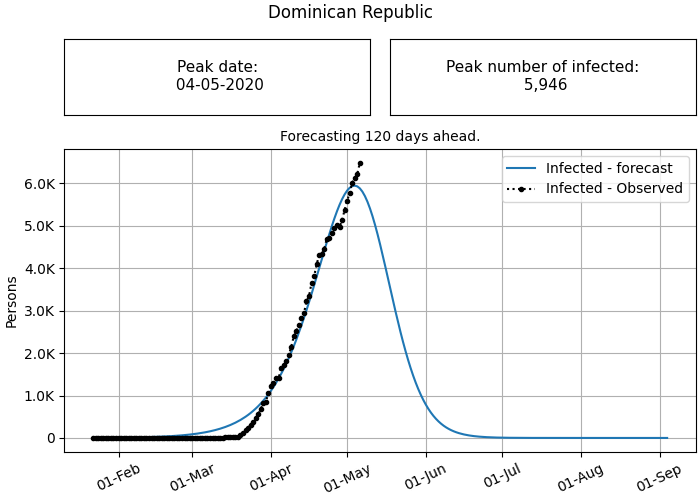 Dominican Republic
Peak date:
04-05-2020
Peak number of infected:
5,946
Forecasting 120 days ahead.
Infected - forecast
Infected - Observed
6.0K
5.0K
4.0K
3.0K
2.0K
1.0K
0
Persons
01-Feb
01-Mar
01-Apr
01-May
01-Jun
01-Jul
01-Aug
01-Sep